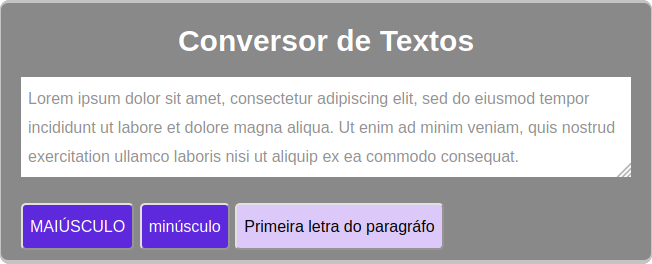 Conversor de Textos
Lorem ipsum dolor sit amet, consectetur adipiscing elit, sed do eiusmod tempor
incididunt ut labore et dolore magna aliqua. Ut enim ad minim veniam, quis nostrud
exercitation ullamco laboris nisi ut aliquip ex ea commodo consequat.
MAIÚSCULO minúsculo Primeira letra do paragráfo